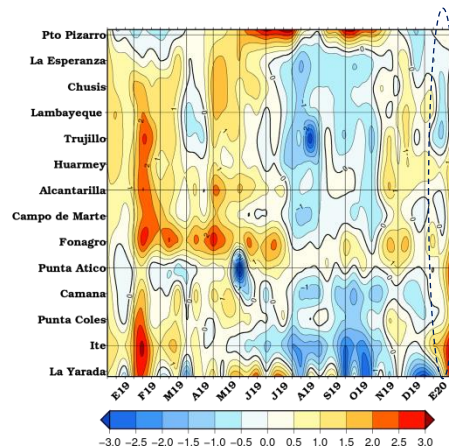 Pto Pizarro
La Esperanza
Chusis
Lambayeque
Trujillo
Huarmey
Alcantarilla
Campo de Marte
Fonagro
Punta Atico
Camana
Punta Coles
Ite
La Yarada
E19 F19 M19 A19 M19 J19 J19 A19 S19 O19 N19 D19 E20
−3.0 −2.5 −2.0 −1.5 −1.0 −0.5 0.0 0.5 1.0 1.5 2.0 2.5 3.0